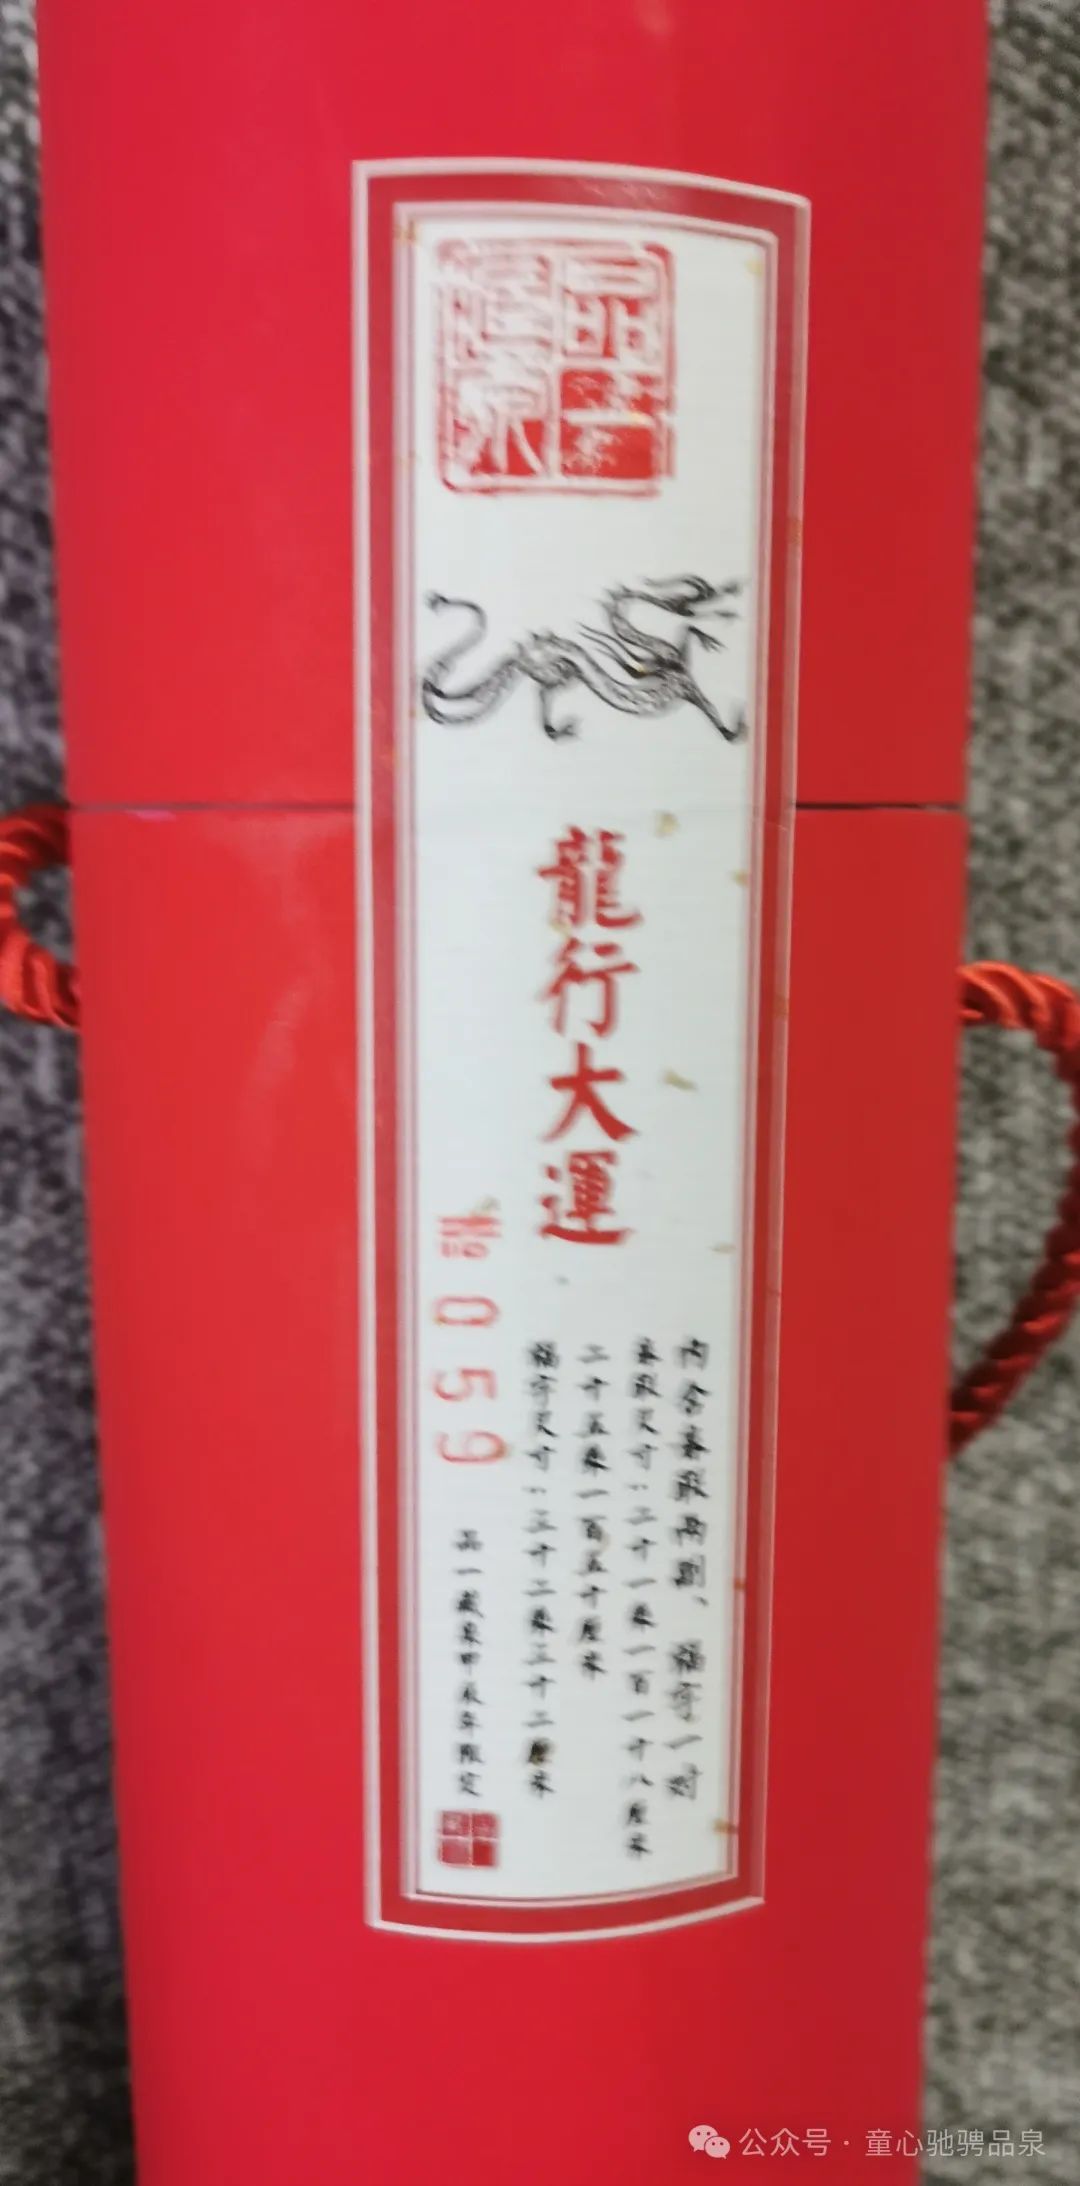 龍行大運
内含春联两副、福字一对
春联尺寸：二十一乘一百一十八厘米
二十五乘一百五十厘米
福字尺寸：三十二乘三十二厘米
№059
品一藏泉甲辰年限定
公众号·童心驰骋品泉